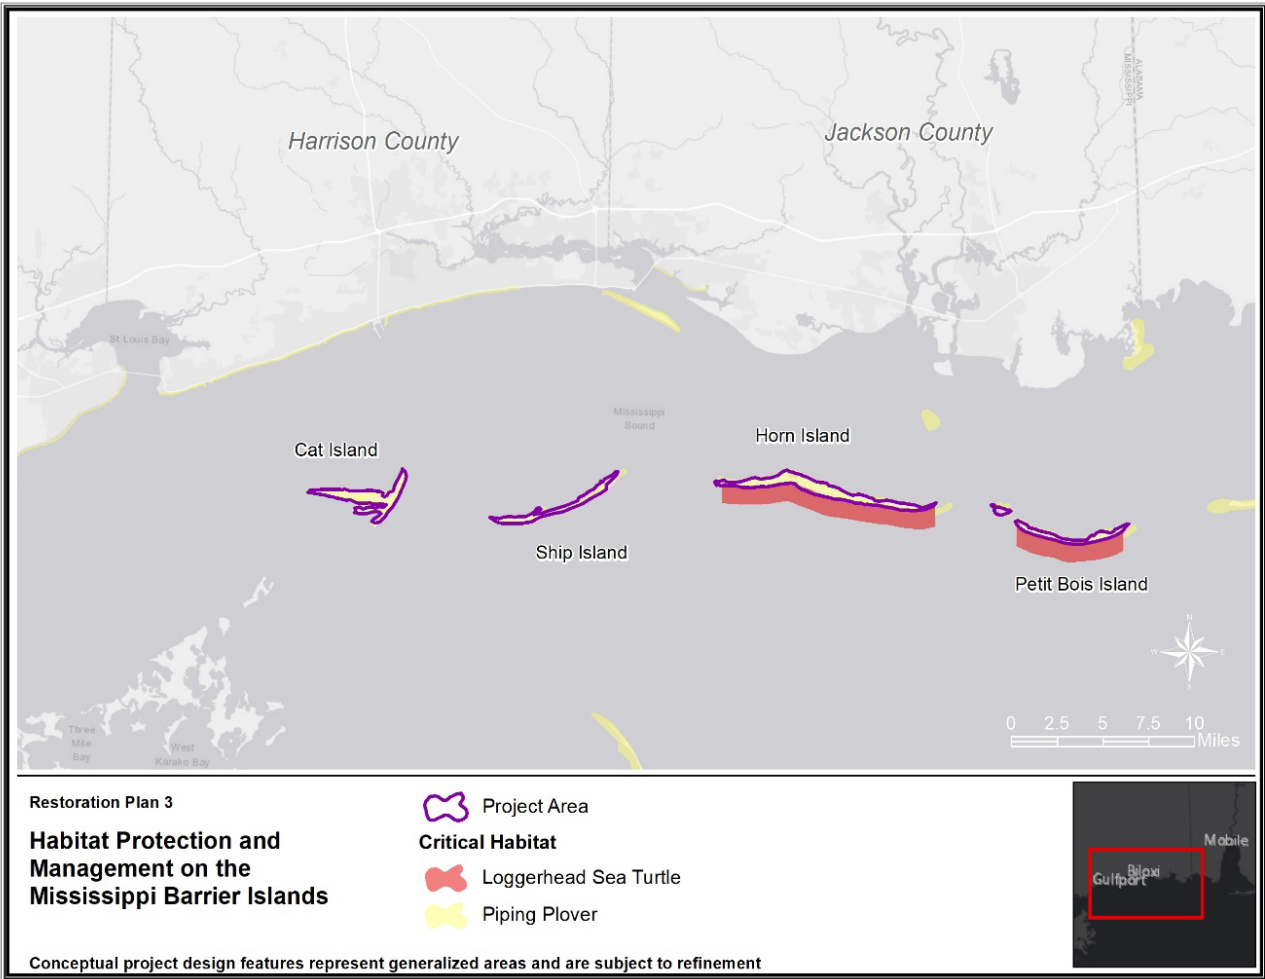 Harrison County
Jackson County
ALABAMA
MISSISSIPPI
St Louis Bay
Mississippi
Sound
Horn Island
Cat Island
Ship Island
Petit Bois Island
N
W
E
S
0 2.5 5 7.5 10
Miles
Three
Mile
Bay
West
Karako Bay
Restoration Plan 3
Habitat Protection and
Management on the
Mississippi Barrier Islands
Project Area
Critical Habitat
Loggerhead Sea Turtle
Piping Plover
Mobile
Biloxi
Gulfport
Conceptual project design features represent generalized areas and are subject to refinement